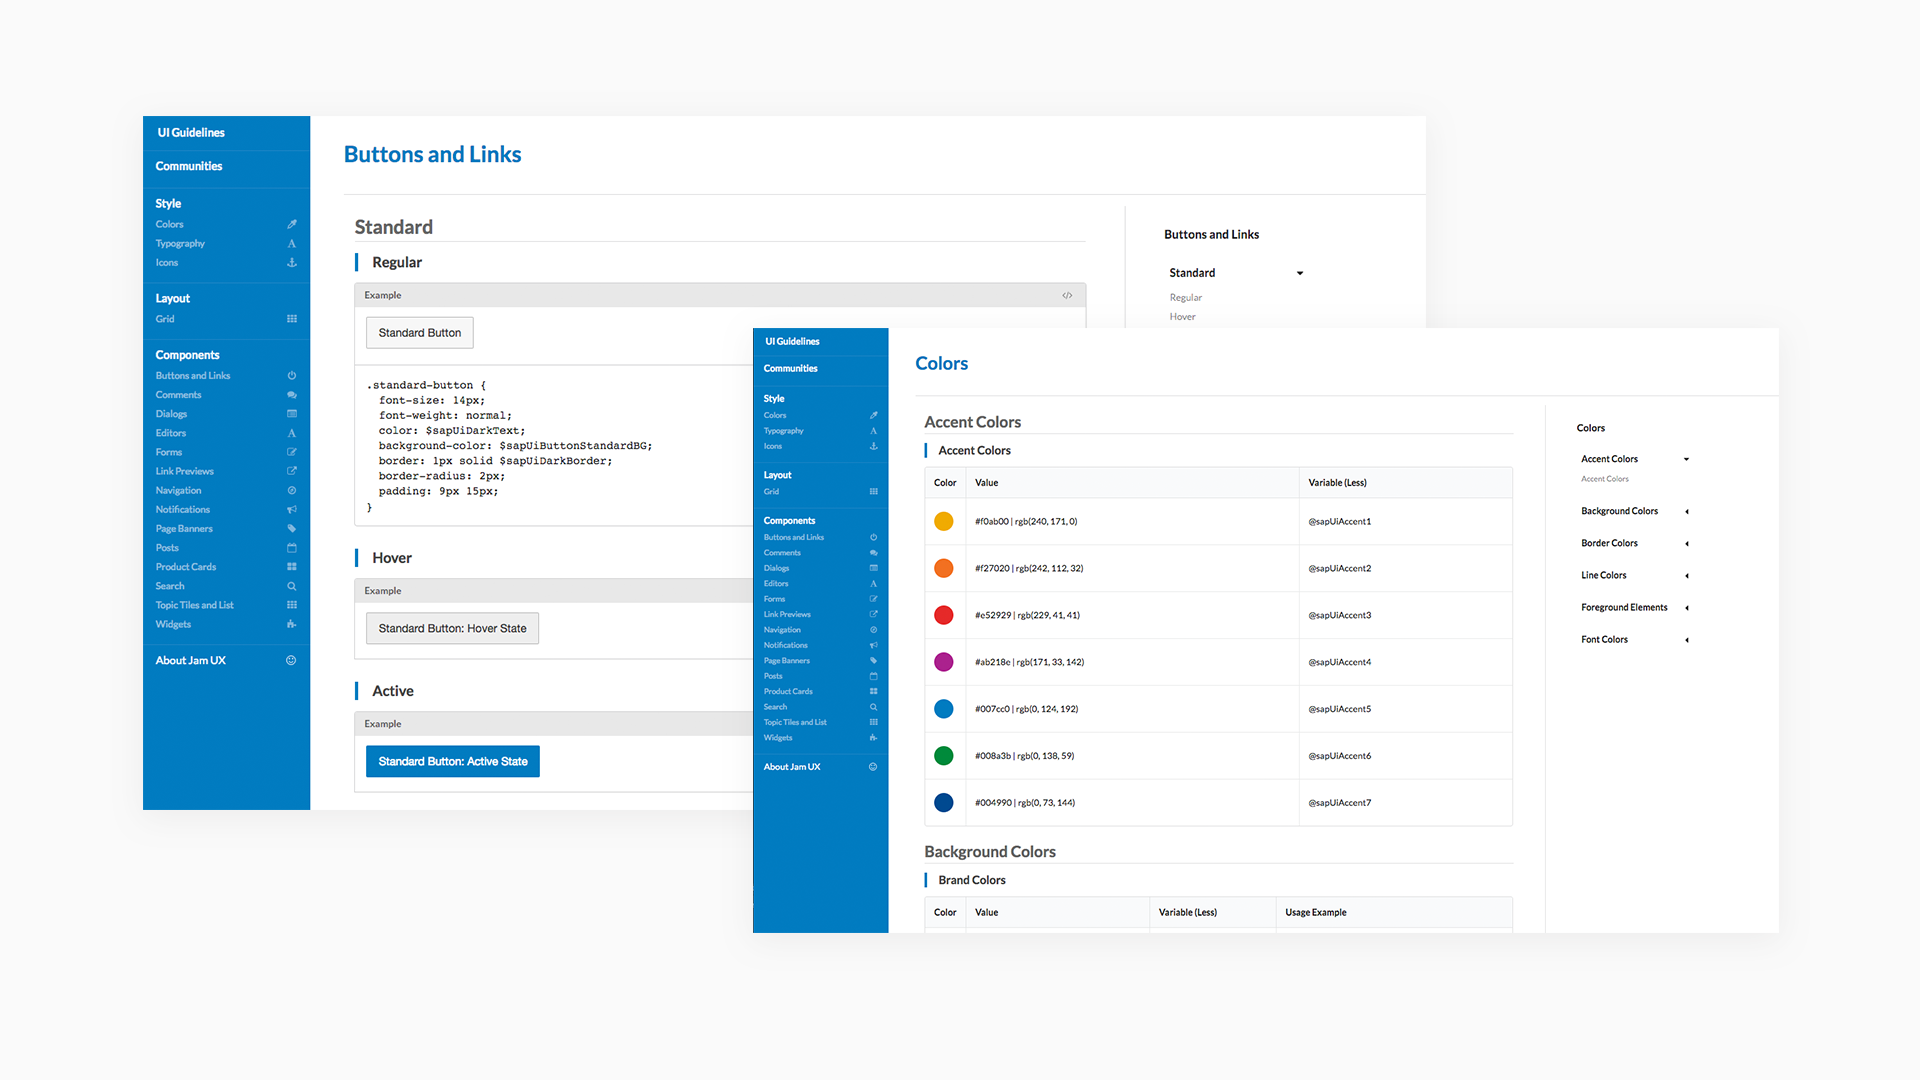 UI Guidelines
Communities
Style
Colors
Typography
Icons
Layout
Grid
Components
Buttons and Links
Comments
Dialogs
Editors
Forms
Link Previews
Navigation
Notifications
Page Banners
Posts
Product Cards
Search
Topic Tiles and List
Widgets
About Jam UX
Buttons and Links
Standard
Regular
Example </>
Standard Button
.standard-button {
font-size: 14px;
font-weight: normal;
color: $sapUiDarkText;
background-color: $sapUiButtonStandardBG;
border: 1px solid $sapUiDarkBorder;
border-radius: 2px;
padding: 9px 15px;
}
Hover
Example
Standard Button: Hover State
Active
Example
Standard Button: Active State
Buttons and Links
Standard
Regular
Hover
UI Guidelines
Communities
Style
Colors
Typography
Icons
Layout
Grid
Components
Buttons and Links
Comments
Dialogs
Editors
Forms
Link Previews
Navigation
Notifications
Page Banners
Posts
Product Cards
Search
Topic Tiles and List
Widgets
About Jam UX
Colors
Accent Colors
Accent Colors
Color Value Variable (Less)
#f0ab00 | rgb(240, 171, 0) @sapUiAccent1
#f27020 | rgb(242, 112, 32) @sapUiAccent2
#e52929 | rgb(229, 41, 41) @sapUiAccent3
#ab218e | rgb(171, 33, 142) @sapUiAccent4
#007cc0 | rgb(0, 124, 192) @sapUiAccent5
#008a3b | rgb(0, 138, 59) @sapUiAccent6
#004990 | rgb(0, 73, 144) @sapUiAccent7
Background Colors
Brand Colors
Color Value Variable (Less) Usage Example
Colors
Accent Colors
Accent Colors
Background Colors
Border Colors
Line Colors
Foreground Elements
Font Colors